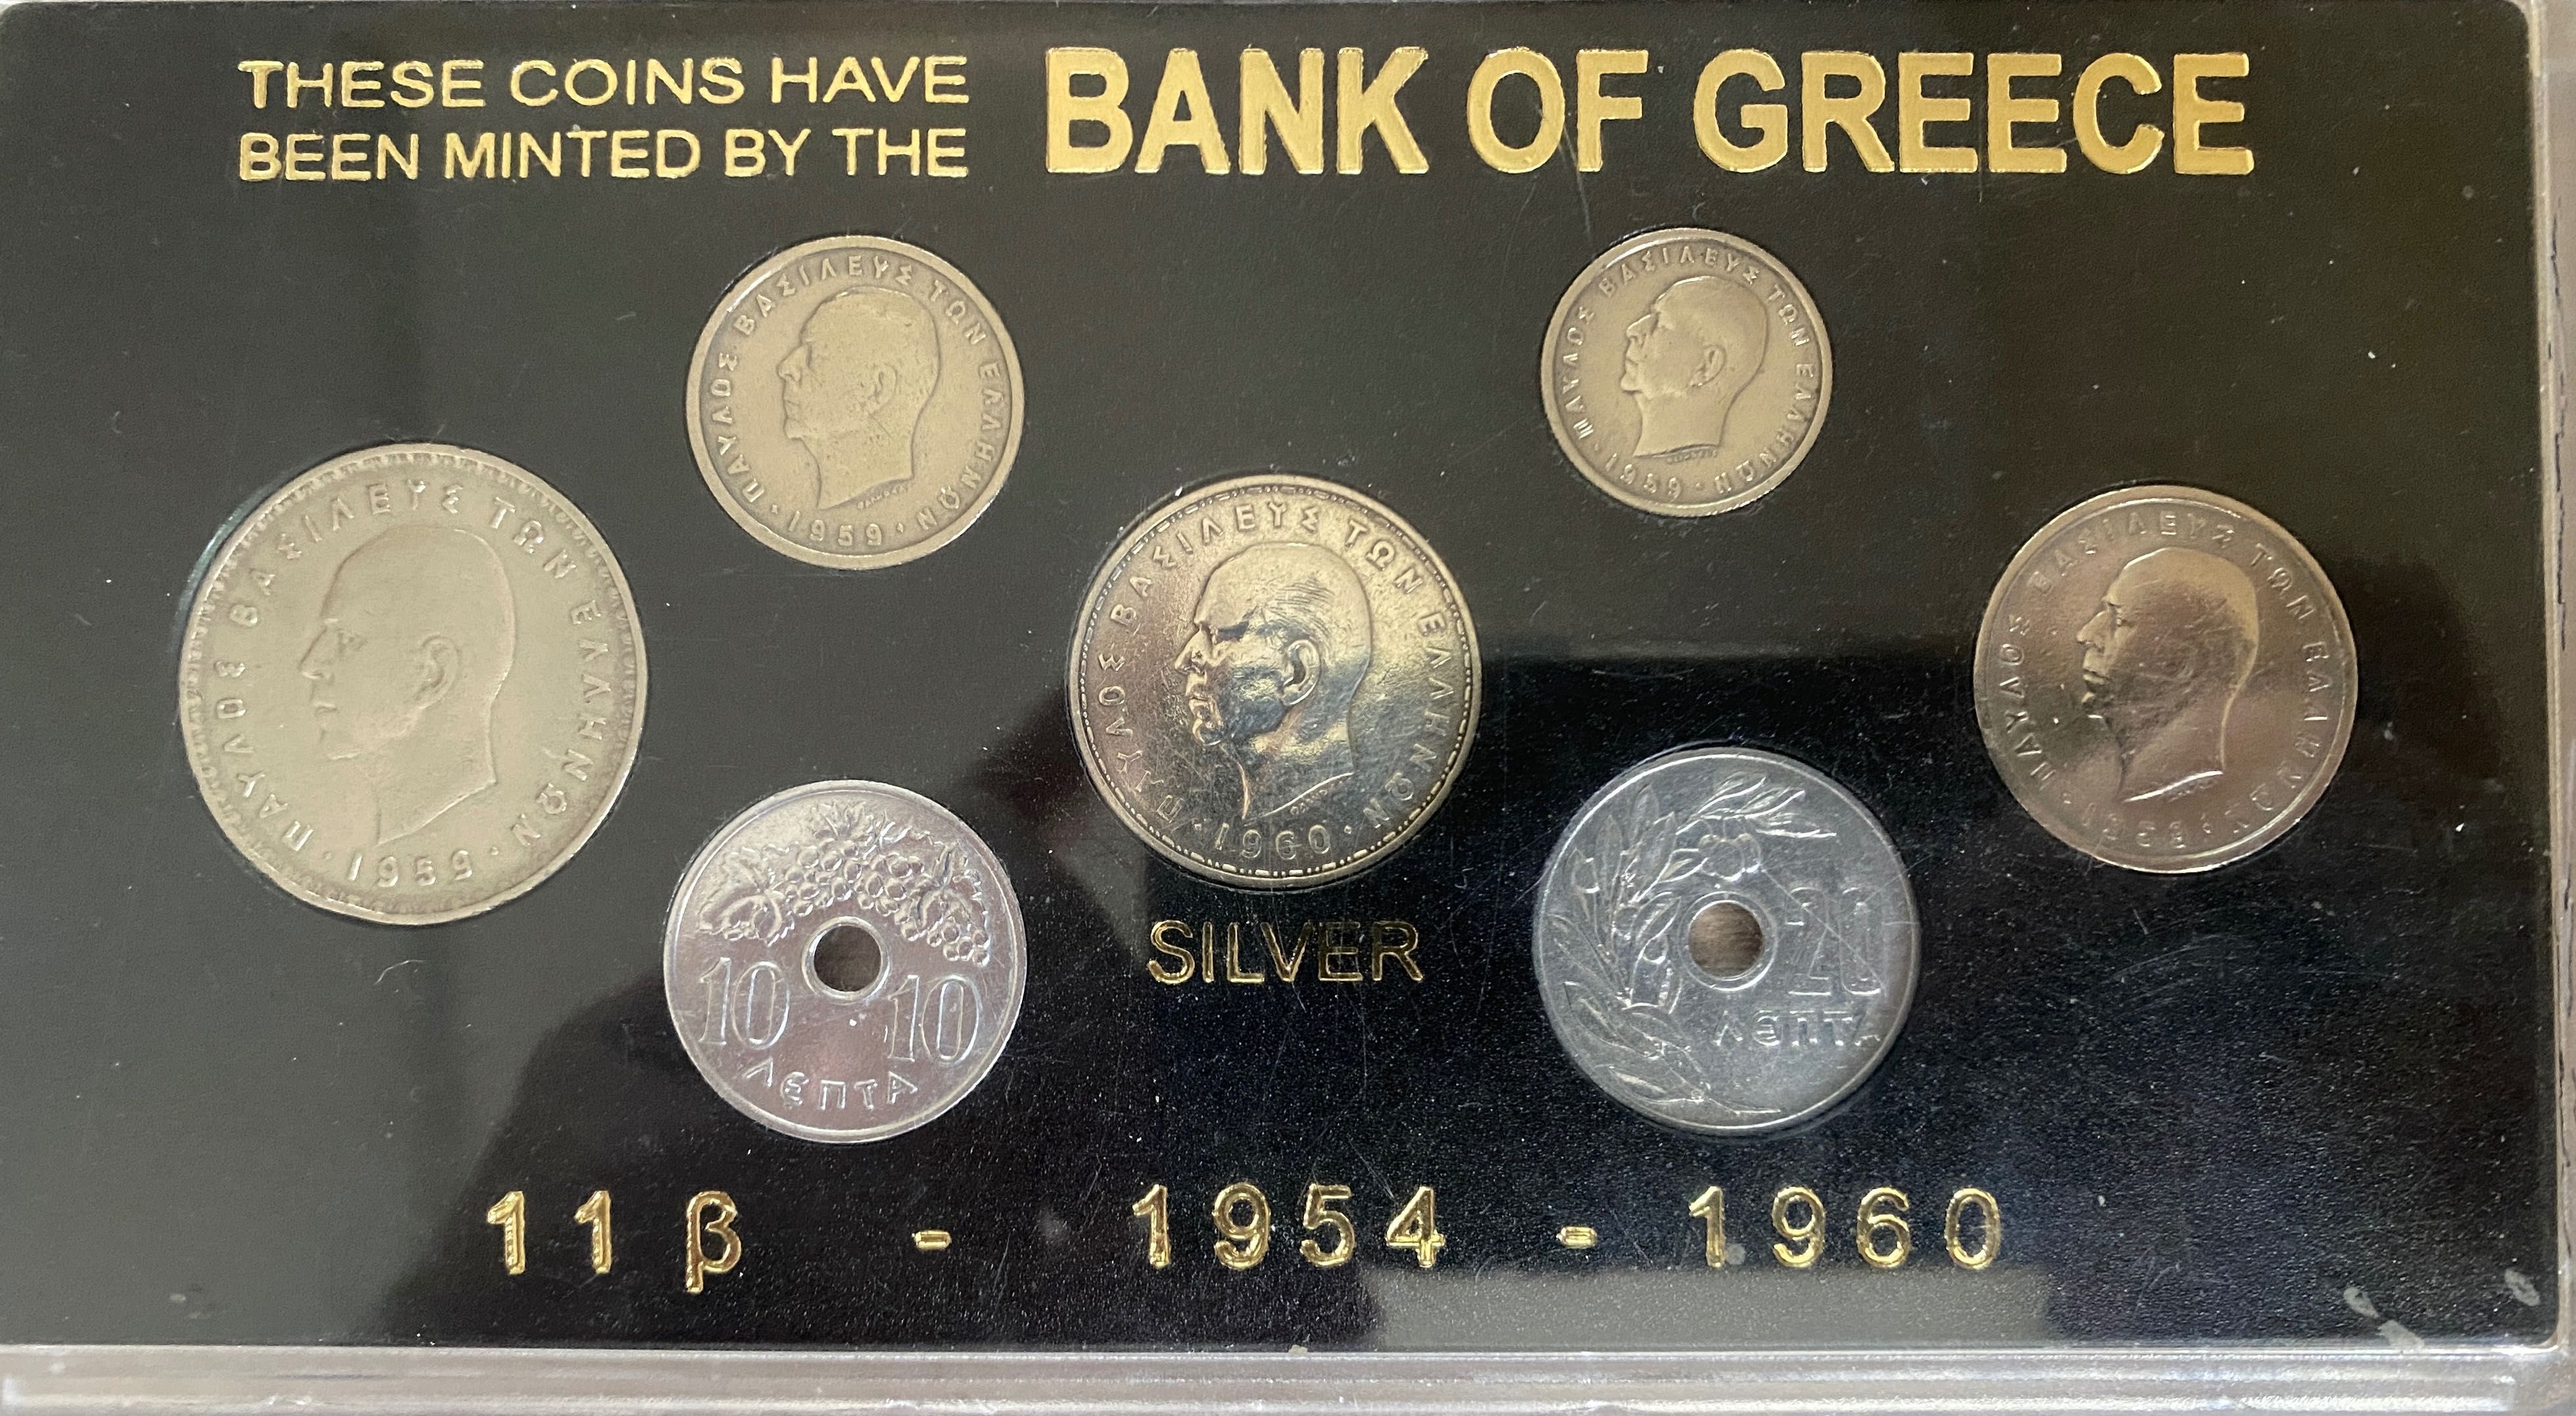 THESE COINS HAVE
BEEN MINTED BY THE
BANK OF GREECE
ΠΑΥΛΟΣ ΒΑΣΙΛΕΥΣ ΤΩΝ ΕΛΛΗΝΩΝ
· 1959 ·
ΠΑΥΛΟΣ ΒΑΣΙΛΕΥΣ ΤΩΝ ΕΛΛΗΝΩΝ
· 1959 ·
ΠΑΥΛΟΣ ΒΑΣΙΛΕΥΣ ΤΩΝ ΕΛΛΗΝΩΝ
· 1959 ·
ΠΑΥΛΟΣ ΒΑΣΙΛΕΥΣ ΤΩΝ ΕΛΛΗΝΩΝ
· 1960 ·
ΠΑΥΛΟΣ ΒΑΣΙΛΕΥΣ ΤΩΝ ΕΛΛΗΝΩΝ
· 1959 ·
10 10
ΛΕΠΤΑ
SILVER
20
ΛΕΠΤΑ
11 β - 1954 - 1960